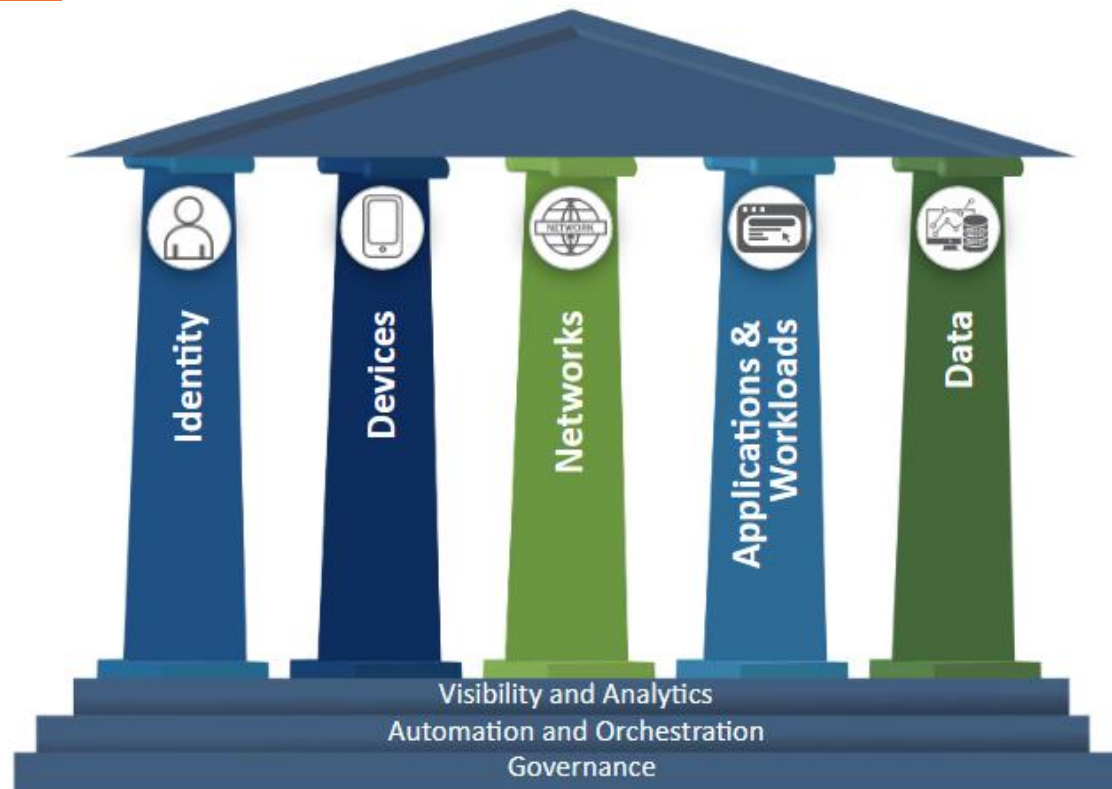 NETWORK
Identity
Devices
Networks
Applications &
Workloads
Data
Visibility and Analytics
Automation and Orchestration
Governance